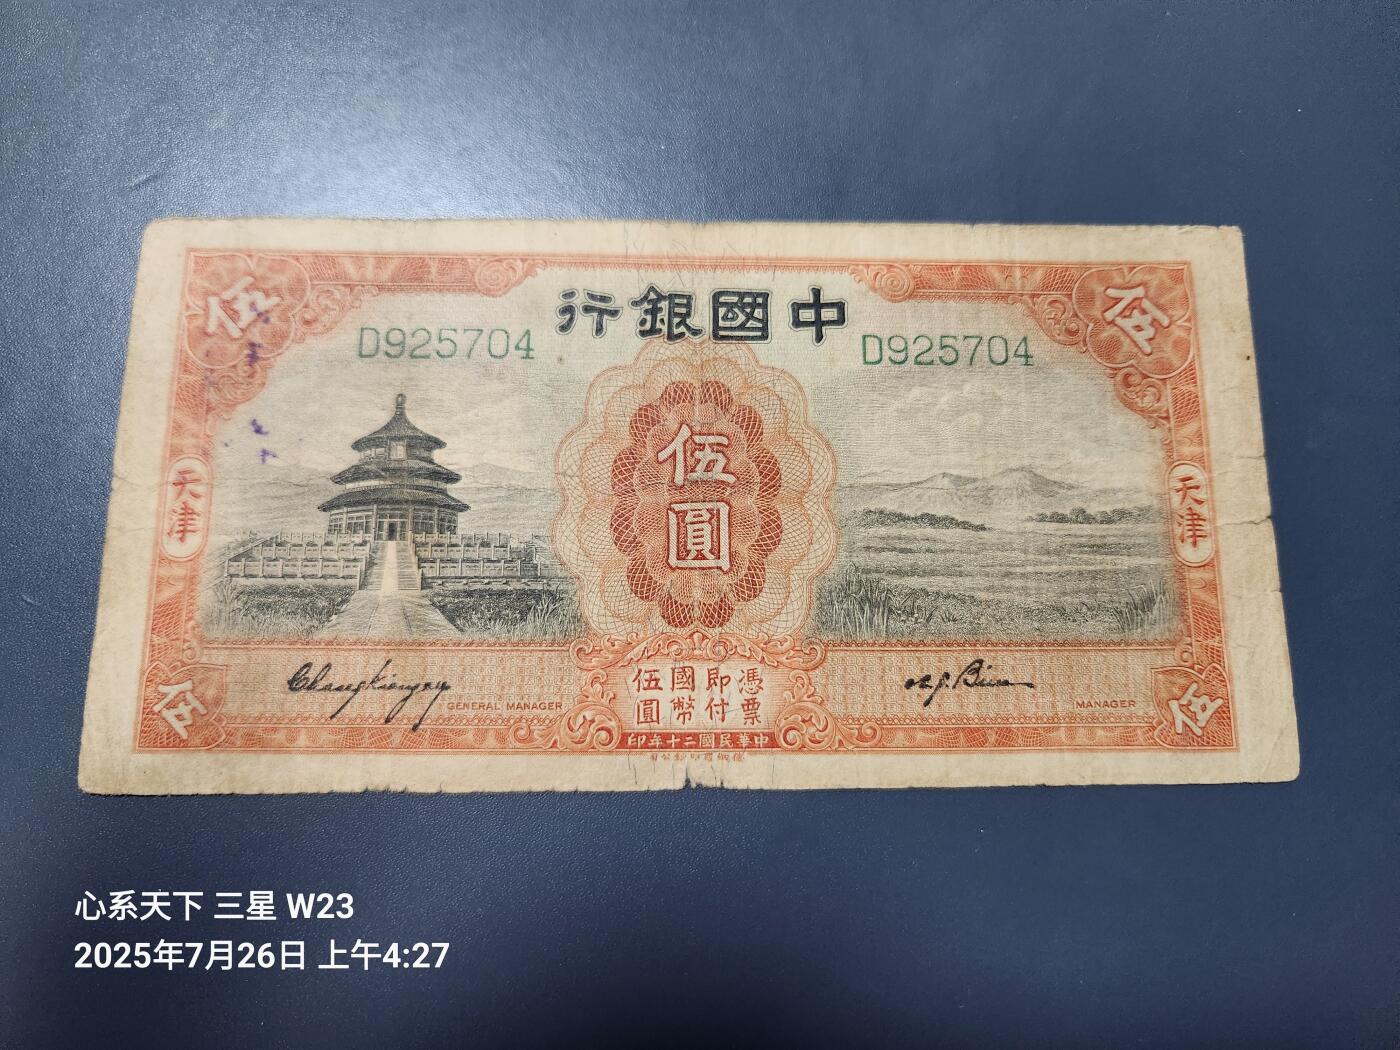 中國銀行
D925704
D925704
伍
伍
伍圓
天津
天津
憑票
即付
國幣
伍圓
GENERAL MANAGER
MANAGER
伍
伍
中華民國二十年印
心系天下 三星 W23
2025年7月26日 上午4:27